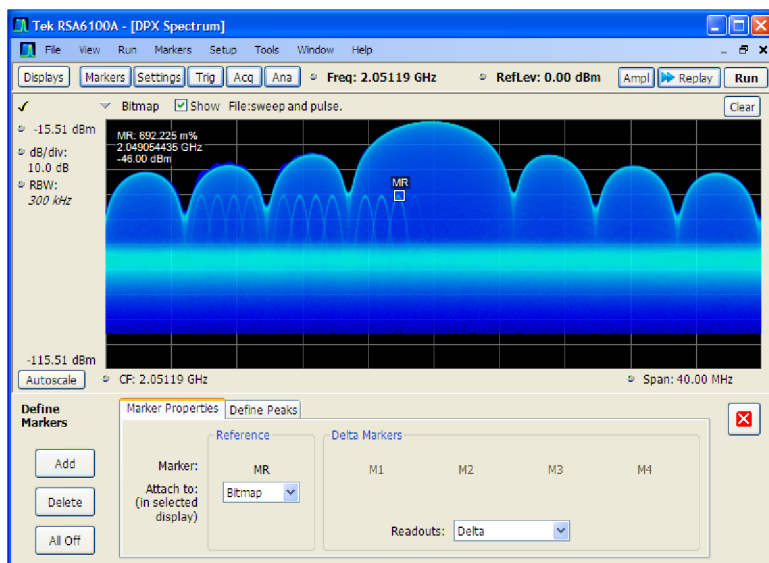 Tek RSA6100A - [DPX Spectrum]
File View Run Markers Setup Tools Window Help
Displays Markers Settings Trig Acq Ana Freq: 2.05119 GHz RefLev: 0.00 dBm Ampl Replay Run
Bitmap Show File:sweep and pulse. Clear
-15.51 dBm
dB/div:
10.0 dB
RBW:
300 kHz
MR: 692.225 m%
2.049054435 GHz
-46.00 dBm
MR
-115.51 dBm
Autoscale CF: 2.05119 GHz Span: 40.00 MHz
Define
Markers
Add
Delete
All Off
Marker Properties Define Peaks
Reference Delta Markers
Marker: MR M1 M2 M3 M4
Attach to:
(in selected
display)
Bitmap
Readouts: Delta